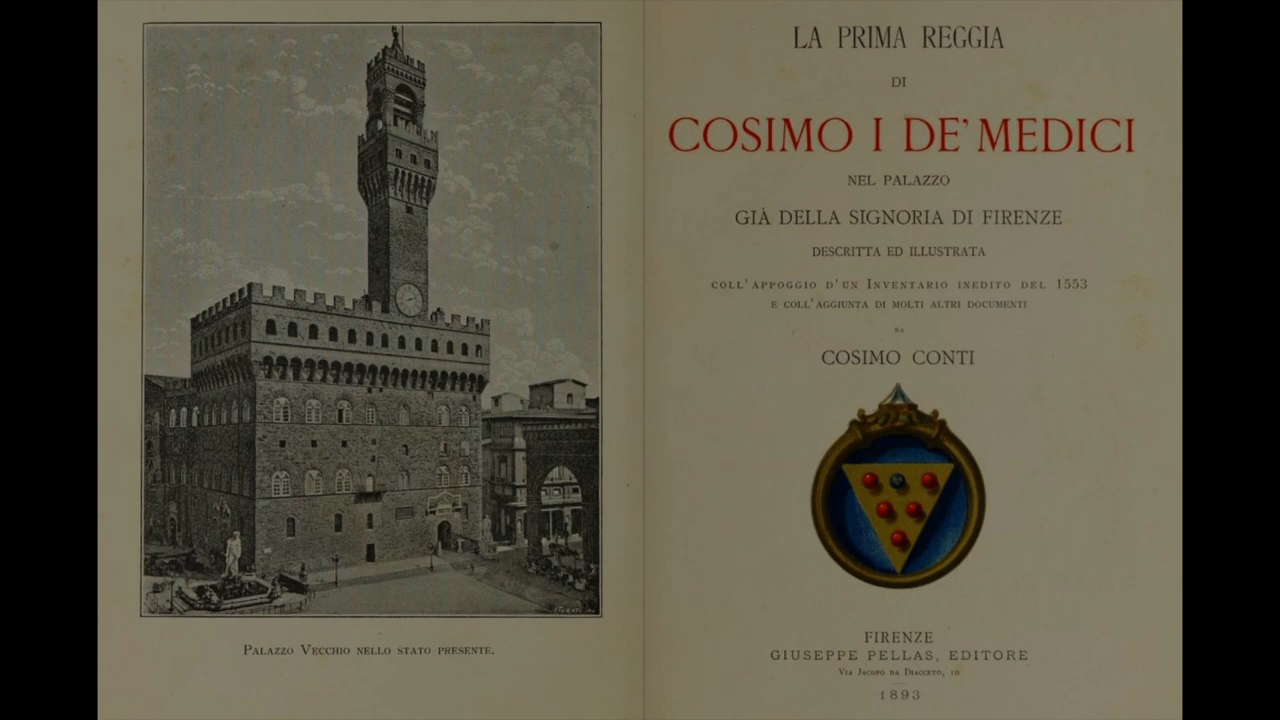 PALAZZO VECCHIO NELLO STATO PRESENTE.
LA PRIMA REGGIA
DI
COSIMO I DE' MEDICI
NEL PALAZZO
GIÀ DELLA SIGNORIA DI FIRENZE
DESCRITTA ED ILLUSTRATA
COLL'APPOGGIO D'UN INVENTARIO INEDITO DEL 1553
E COLL'AGGIUNTA DI MOLTI ALTRI DOCUMENTI
DA
COSIMO CONTI
FIRENZE
GIUSEPPE PELLAS, EDITORE
VIA JACOPO DA DIACCETO, 10
1893